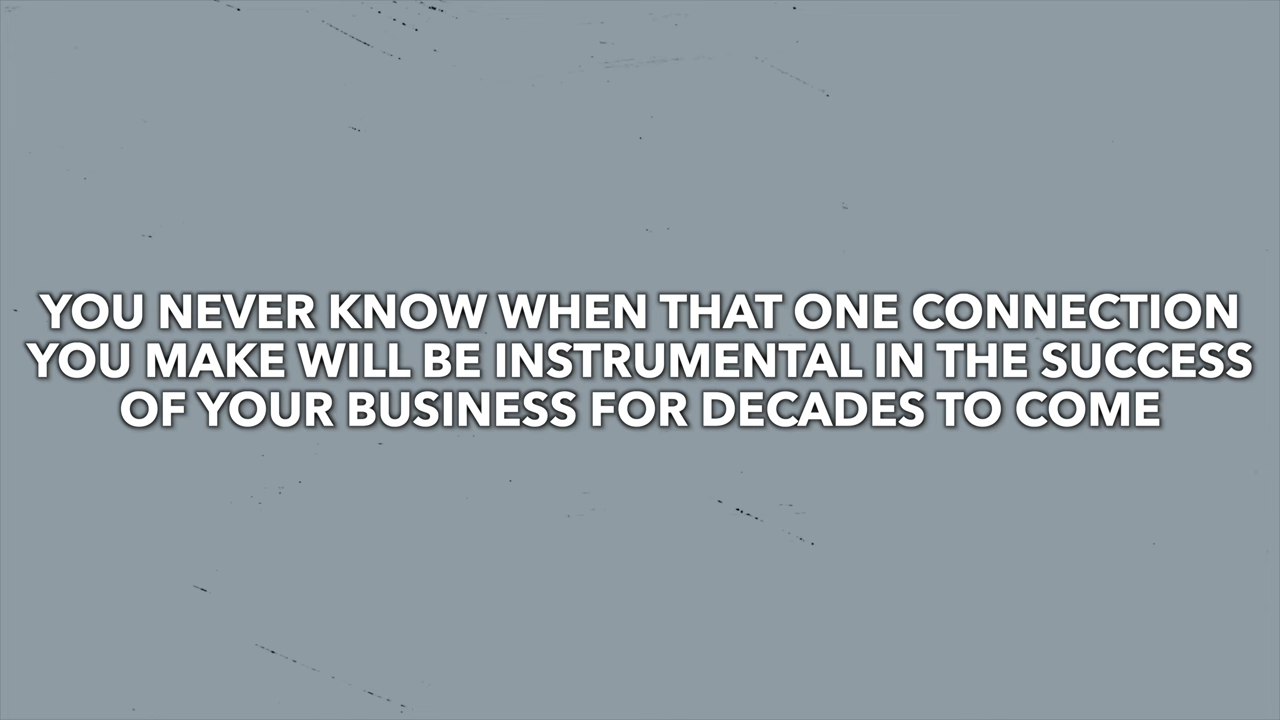 YOU NEVER KNOW WHEN THAT ONE CONNECTION
YOU MAKE WILL BE INSTRUMENTAL IN THE SUCCESS
OF YOUR BUSINESS FOR DECADES TO COME